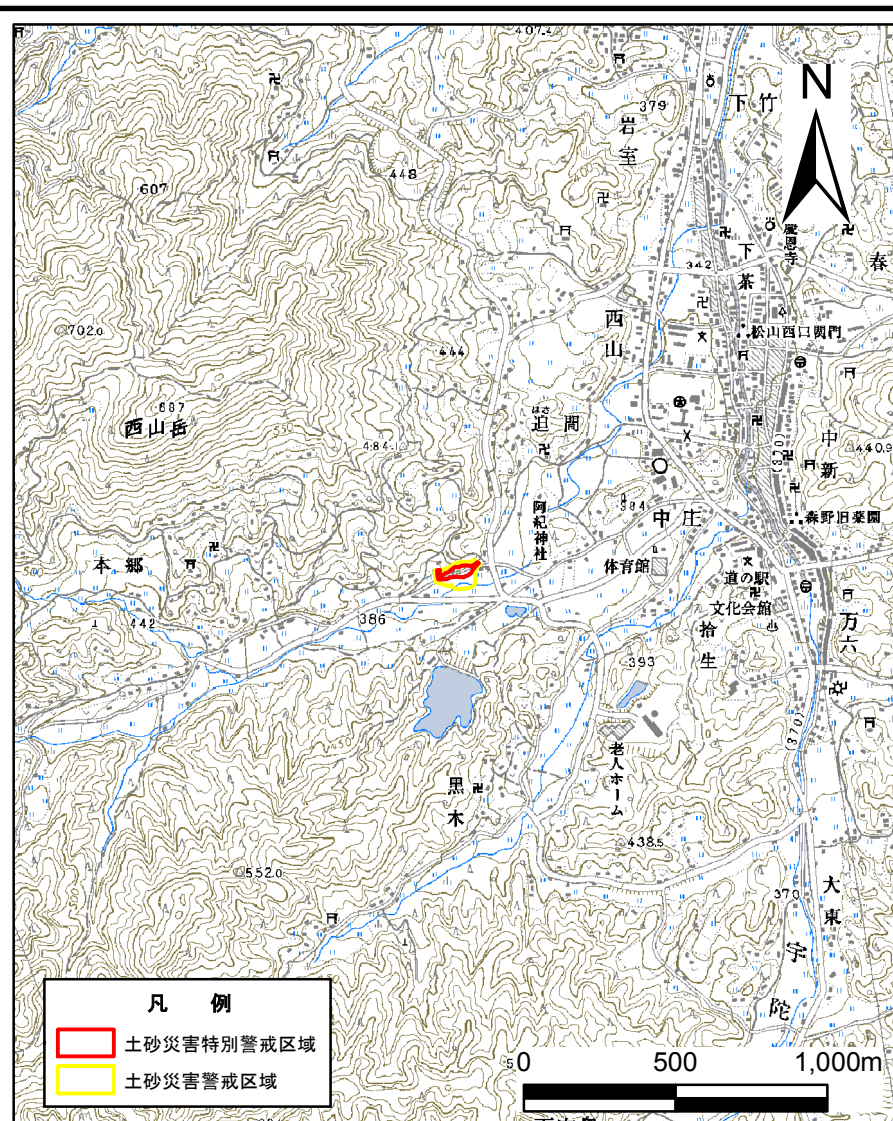 407.4
379
下竹
N
岩室
448
607
慶恩寺
下茶
春
342
702.0
西山
松山西口関門
444
687
西山岳
はさ
迫間
484.1
中新
440.9
阿紀神社
384
中庄
森野旧薬園
本郷
体育館
道の駅
文化会館
442
386
拾生
万六
393
(370)
老人ホーム
黒木
438.5
552.0
370
大東
宇陀
凡例
土砂災害特別警戒区域
土砂災害警戒区域
0
500
1,000m